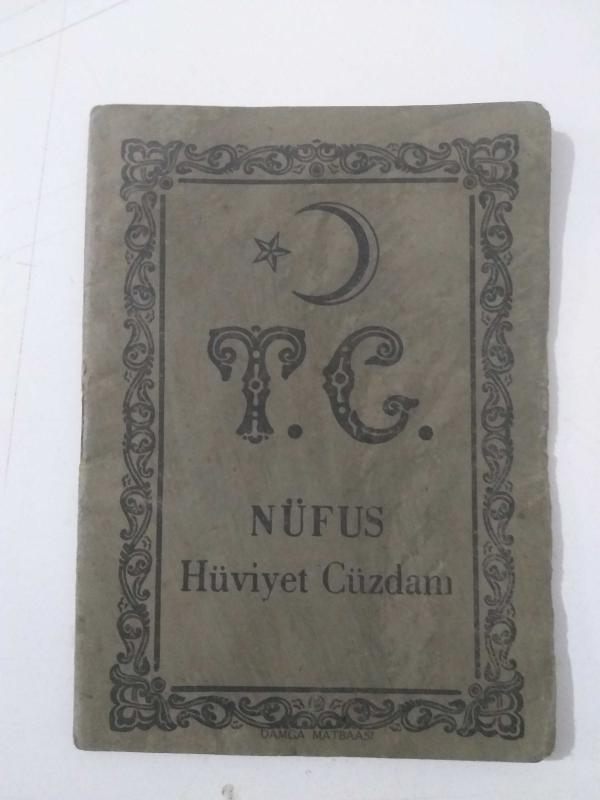 T.C.
NÜFUS
Hüviyet Cüzdanı
DAMGA MATBAASI